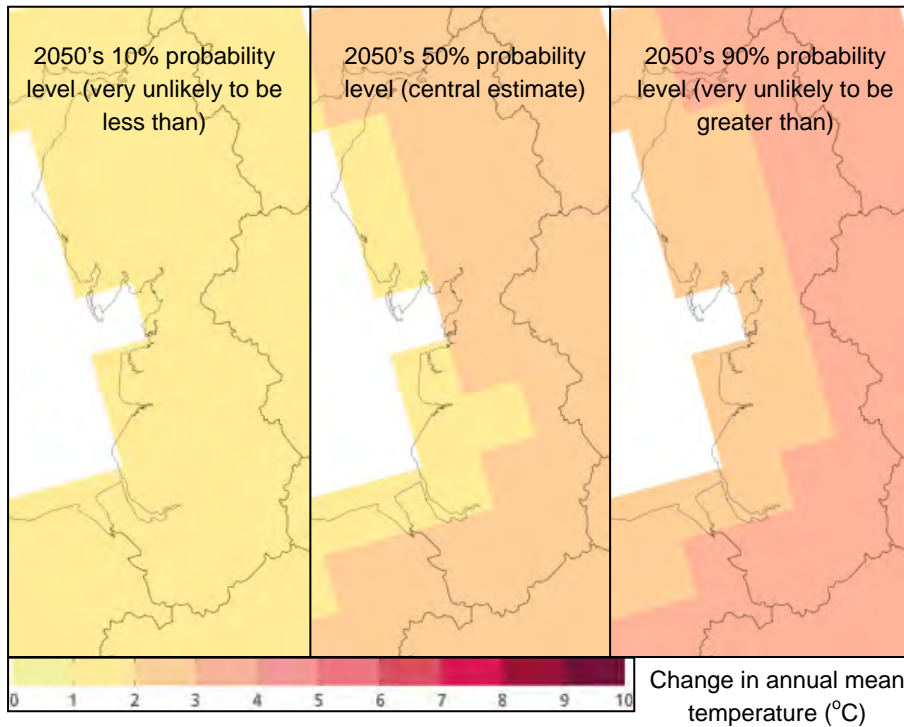 2050's 10% probability
level (very unlikely to be
less than)
2050's 50% probability
level (central estimate)
2050's 90% probability
level (very unlikely to be
greater than)
0 1 2 3 4 5 6 7 8 9 10
Change in annual mean
temperature (°C)